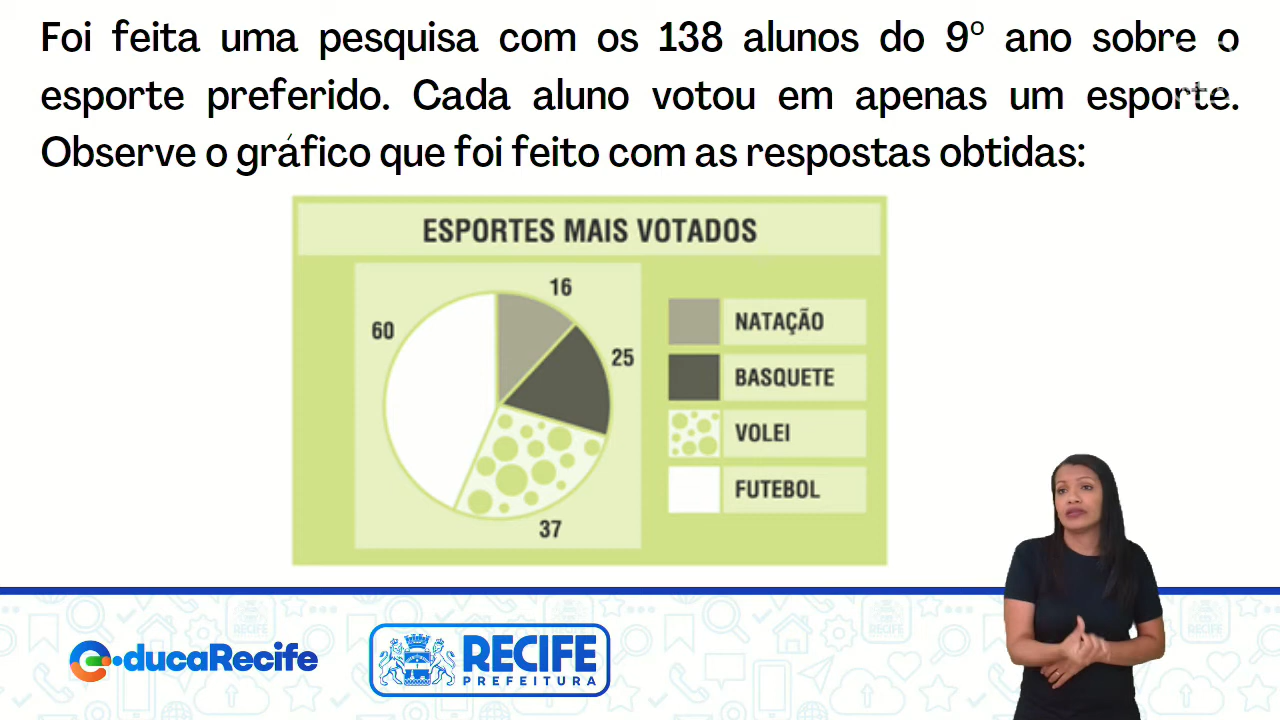 Foi feita uma pesquisa com os 138 alunos do 9º ano sobre o
esporte preferido. Cada aluno votou em apenas um esporte.
Observe o gráfico que foi feito com as respostas obtidas:
ESPORTES MAIS VOTADOS
16
60
25
37
NATAÇÃO
BASQUETE
VOLEI
FUTEBOL
ducaRecife
RECIFE
PREFEITURA